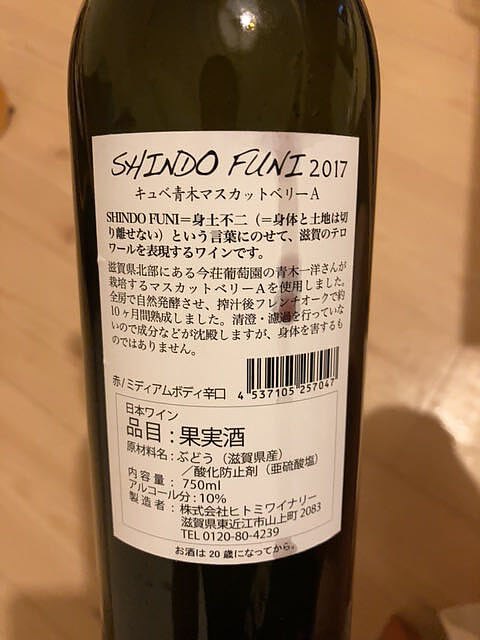 SHINDO FUNI 2017
キュベ青木マスカットベリーA
SHINDO FUNI=身土不二(=身体と土地は切
り離せない)という言葉にのせて、滋賀のテロ
ワールを表現するワインです。
滋賀県北部にある今荘葡萄園の青木一洋さんが
栽培するマスカットベリーAを使用しました。
全房で自然発酵させ、搾汁後フレンチオークで約
10ヶ月間熟成しました。清澄・濾過を行っていな
いので成分などが沈殿しますが、身体を害するも
のではありません。
赤/ミディアムボディ辛口
4 537105 257047
日本ワイン
品目:果実酒
原材料名:ぶどう(滋賀県産)
/酸化防止剤(亜硫酸塩)
内容量:750ml
アルコール分:10%
製造者:株式会社ヒトミワイナリー
滋賀県東近江市山上町2083
TEL 0120-80-4239
お酒は20歳になってから。